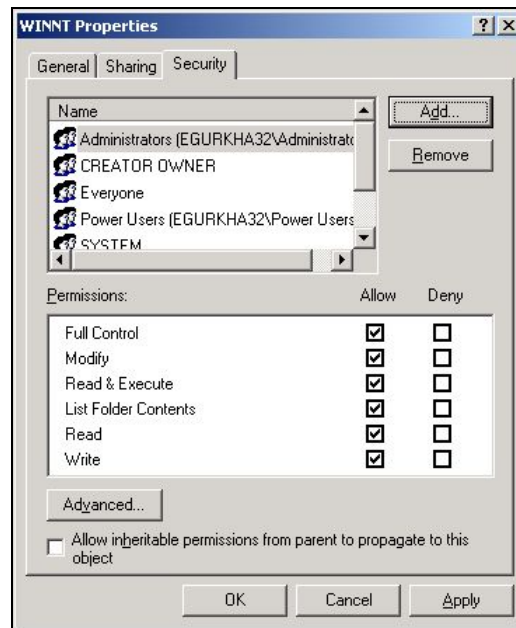 WINNT Properties
General Sharing Security
Name
Add...
Administrators (EGURKHA32\Administrato
Remove
CREATOR OWNER
Everyone
Power Users (EGURKHA32\Power Users
SYSTEM
Permissions: Allow Deny
Full Control
Modify
Read & Execute
List Folder Contents
Read
Write
Advanced...
Allow inheritable permissions from parent to propagate to this
object
OK Cancel Apply